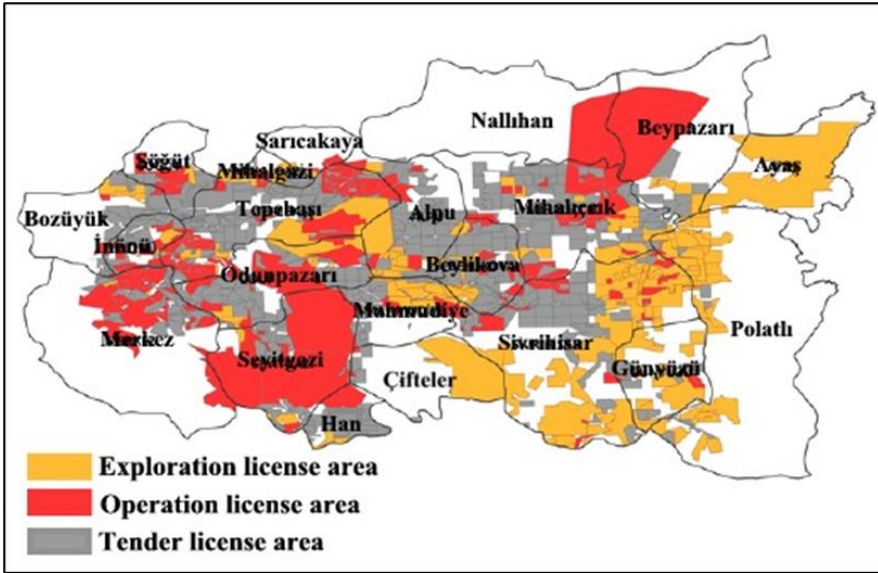 Nallıhan
Beypazarı
Sarıcakaya
Söğüt
Mihalgazi
Ayaş
Bozüyük
Tepebaşı
Alpu
Mihalıççık
İnönü
Odunpazarı
Beylikova
Merkez
Mahmudiye
Sivrihisar
Polatlı
Seyitgazi
Çifteler
Günyüzü
Han
Exploration license area
Operation license area
Tender license area